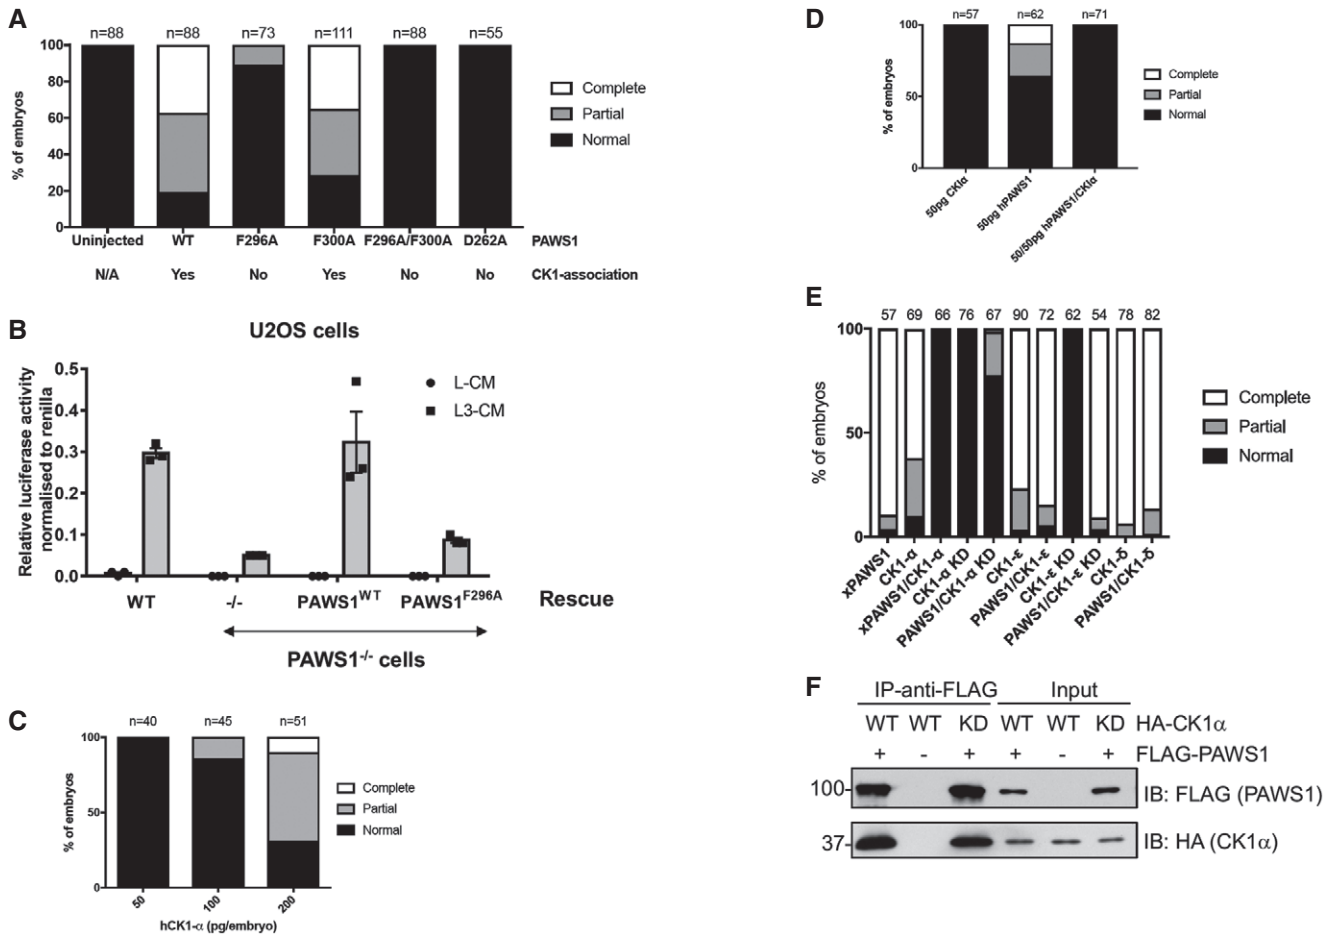 A
n=88 n=88 n=73 n=111 n=88 n=55
% of embryos
100
80
60
40
20
0
Complete
Partial
Normal
Uninjected WT F296A F300A F296A/F300A D262A PAWS1
N/A Yes No Yes No No CK1-association
B
U2OS cells
Relative luciferase activity
normalised to renilla
0.5
0.4
0.3
0.2
0.1
0.0
L-CM
L3-CM
WT -/- PAWS1WT PAWS1F296A Rescue
PAWS1-/- cells
C
n=40 n=45 n=51
% of embryos
100
50
0
Complete
Partial
Normal
50 100 200
hCK1-α (pg/embryo)
D
n=57 n=62 n=71
% of embryos
100
50
0
Complete
Partial
Normal
50pg CKIα
50pg hPAWS1
50/50pg hPAWS1/CKIα
E
57 69 66 76 67 90 72 62 54 78 82
% of embryos
100
50
0
Complete
Partial
Normal
xPAWS1
CK1-α
xPAWS1/CK1-α
CK1-α KD
PAWS1/CK1-α KD
CK1-ε
PAWS1/CK1-ε
CK1-ε KD
PAWS1/CK1-ε KD
CK1-δ
PAWS1/CK1-δ
F
IP-anti-FLAG Input
WT WT KD WT WT KD HA-CK1α
+ - + + - + FLAG-PAWS1
100- IB: FLAG (PAWS1)
37- IB: HA (CK1α)